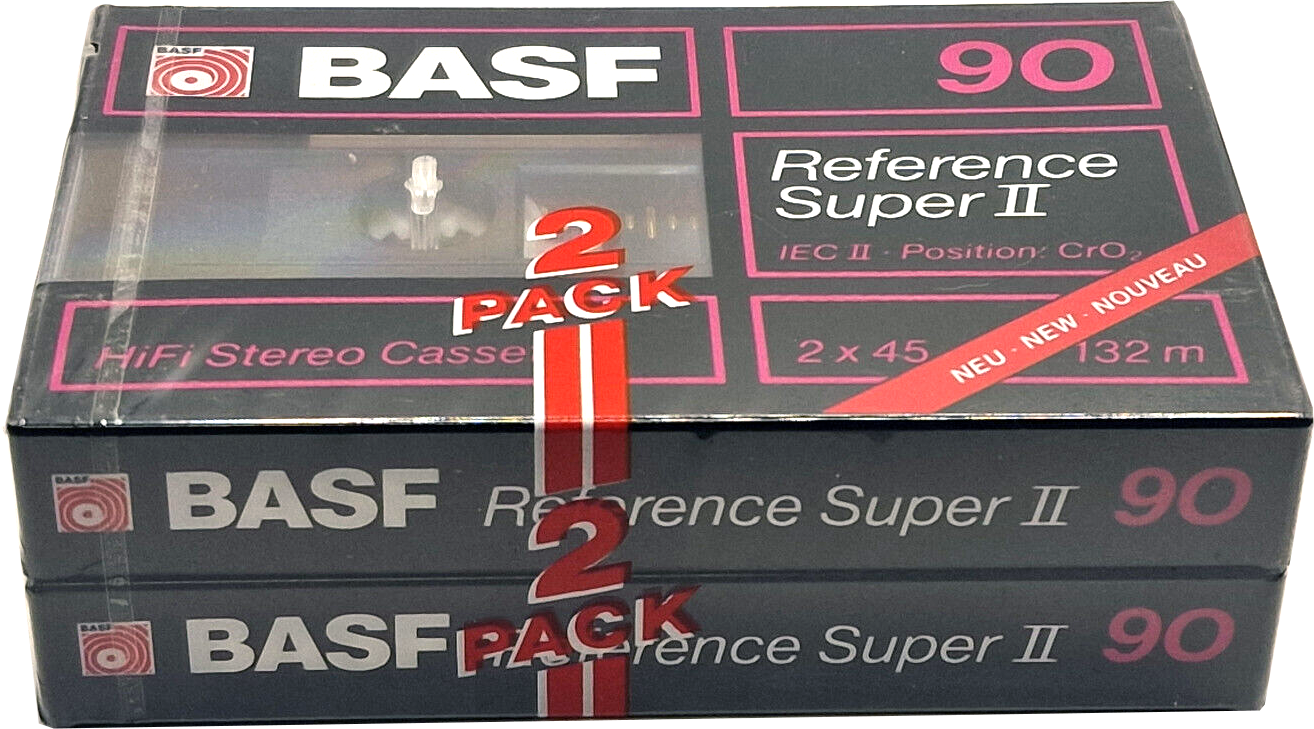 BASF BASF 90
Reference
Super II
IEC II · Position: CrO₂
2
PACK
HiFi Stereo Casse
2 x 45 132 m
NEU · NEW · NOUVEAU
BASF BASF Reference Super II 90
2
PACK
BASF BASF Reference Super II 90